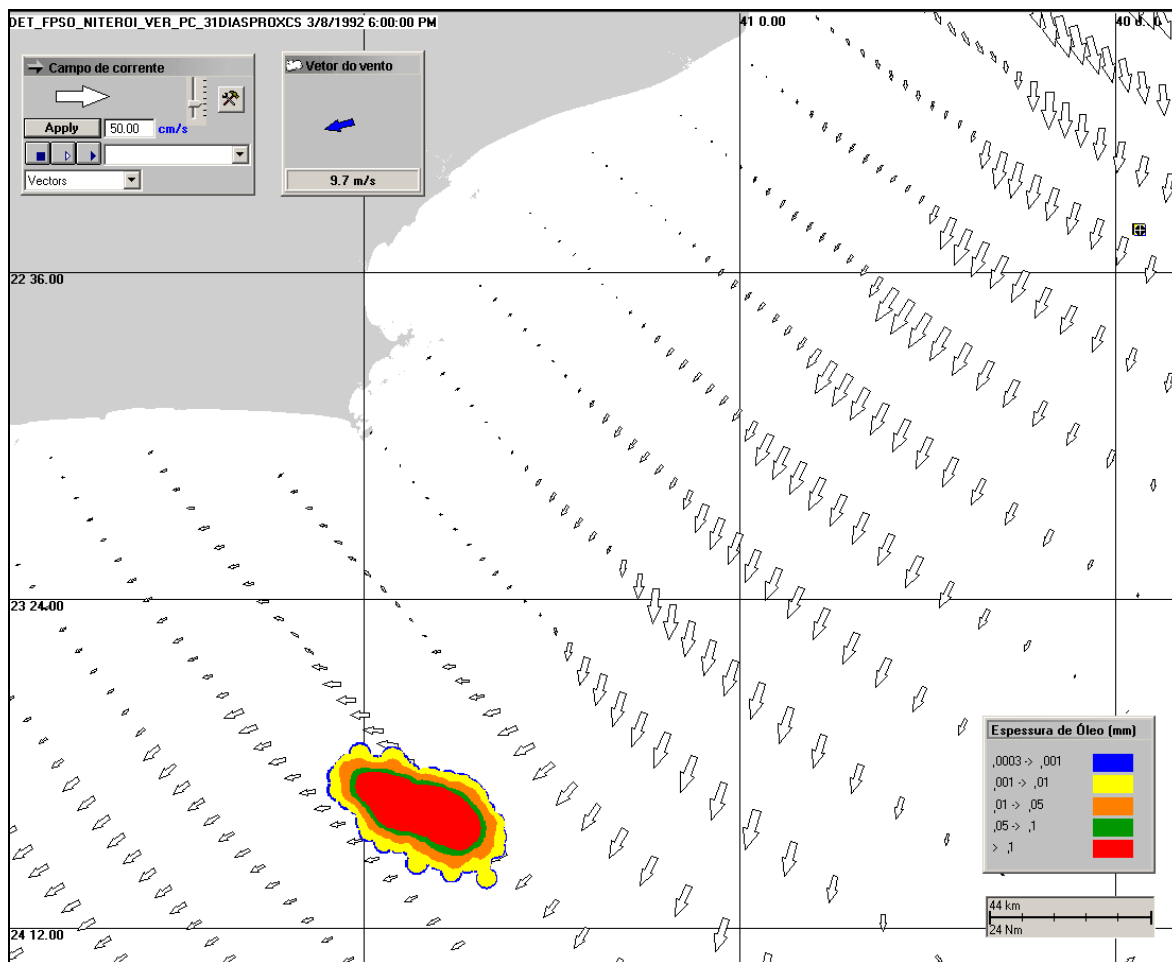 DET_FPSO_NITEROI_VER_PC_31DIASPROXCS 3/8/1992 6:00:00 PM
41 0.00
Campo de corrente
Apply 50.00 cm/s
Vectors
Vetor do vento
9.7 m/s
22 36.00
23 24.00
24 12.00
Espessura de Óleo (mm)
,0003 -> ,001
,001 -> ,01
,01 -> ,05
,05 -> ,1
> ,1
44 km
24 Nm